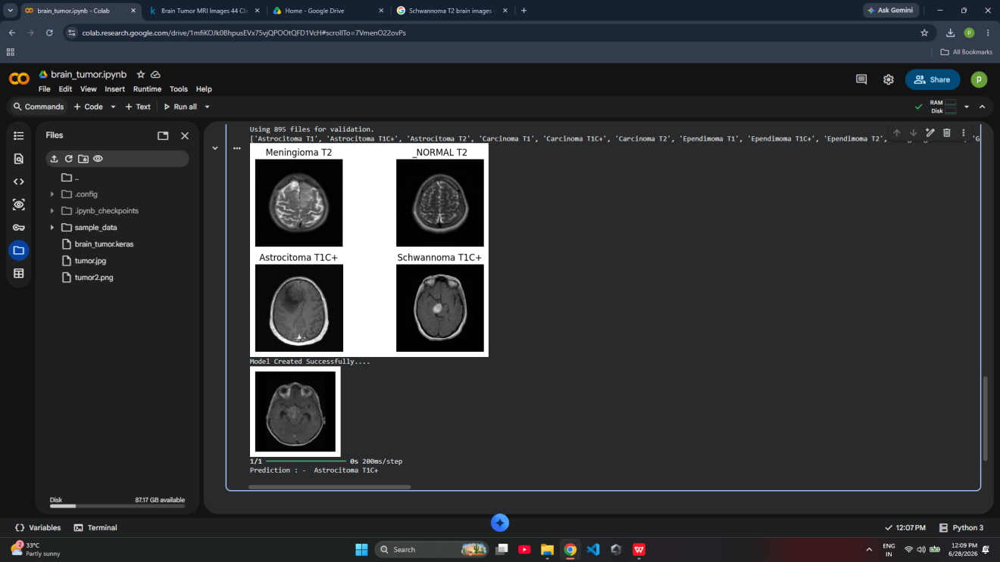 brain_tumor.ipynb - Colab
Brain Tumor MRI Images 44 Cla
Home - Google Drive
Schwannoma T2 brain images -
Ask Gemini
colab.research.google.com/drive/1mfiKOJk0BhpusEVx75vjQPOOtQFD1VcH#scrollTo=7VmenO22ovPs
p
All Bookmarks
brain_tumor.ipynb
File Edit View Insert Runtime Tools Help
Share
p
Commands + Code + Text Run all
RAM
Disk
Files
..
.config
.ipynb_checkpoints
sample_data
brain_tumor.keras
tumor.jpg
tumor2.png
Disk 87.17 GB available
Using 895 files for validation.
['Astrocitoma T1', 'Astrocitoma T1C+', 'Astrocitoma T2', 'Carcinoma T1', 'Carcinoma T1C+', 'Carcinoma T2', 'Ependimoma T1', 'Ependimoma T1C+', 'Ependimoma T2',
Meningioma T2 _NORMAL T2
Astrocitoma T1C+ Schwannoma T1C+
Model Created Successfully....
1/1 0s 200ms/step
Prediction : - Astrocitoma T1C+
Variables Terminal
12:07 PM Python 3
2
33°C
Partly sunny
Search
ENG
IN
12:09 PM
6/28/2026